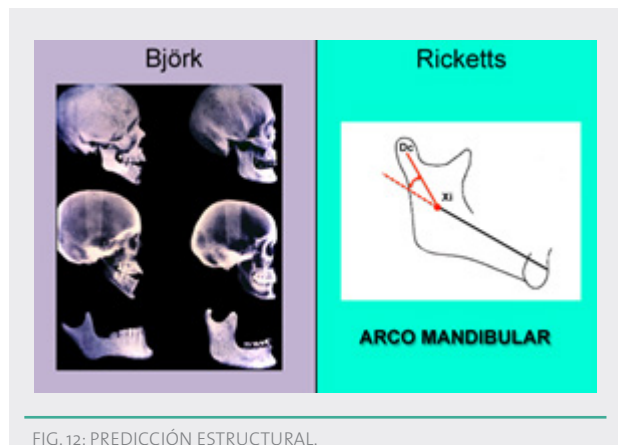 Björk
Ricketts
Dc
Xi
ARCO MANDIBULAR
FIG. 12: PREDICCIÓN ESTRUCTURAL.